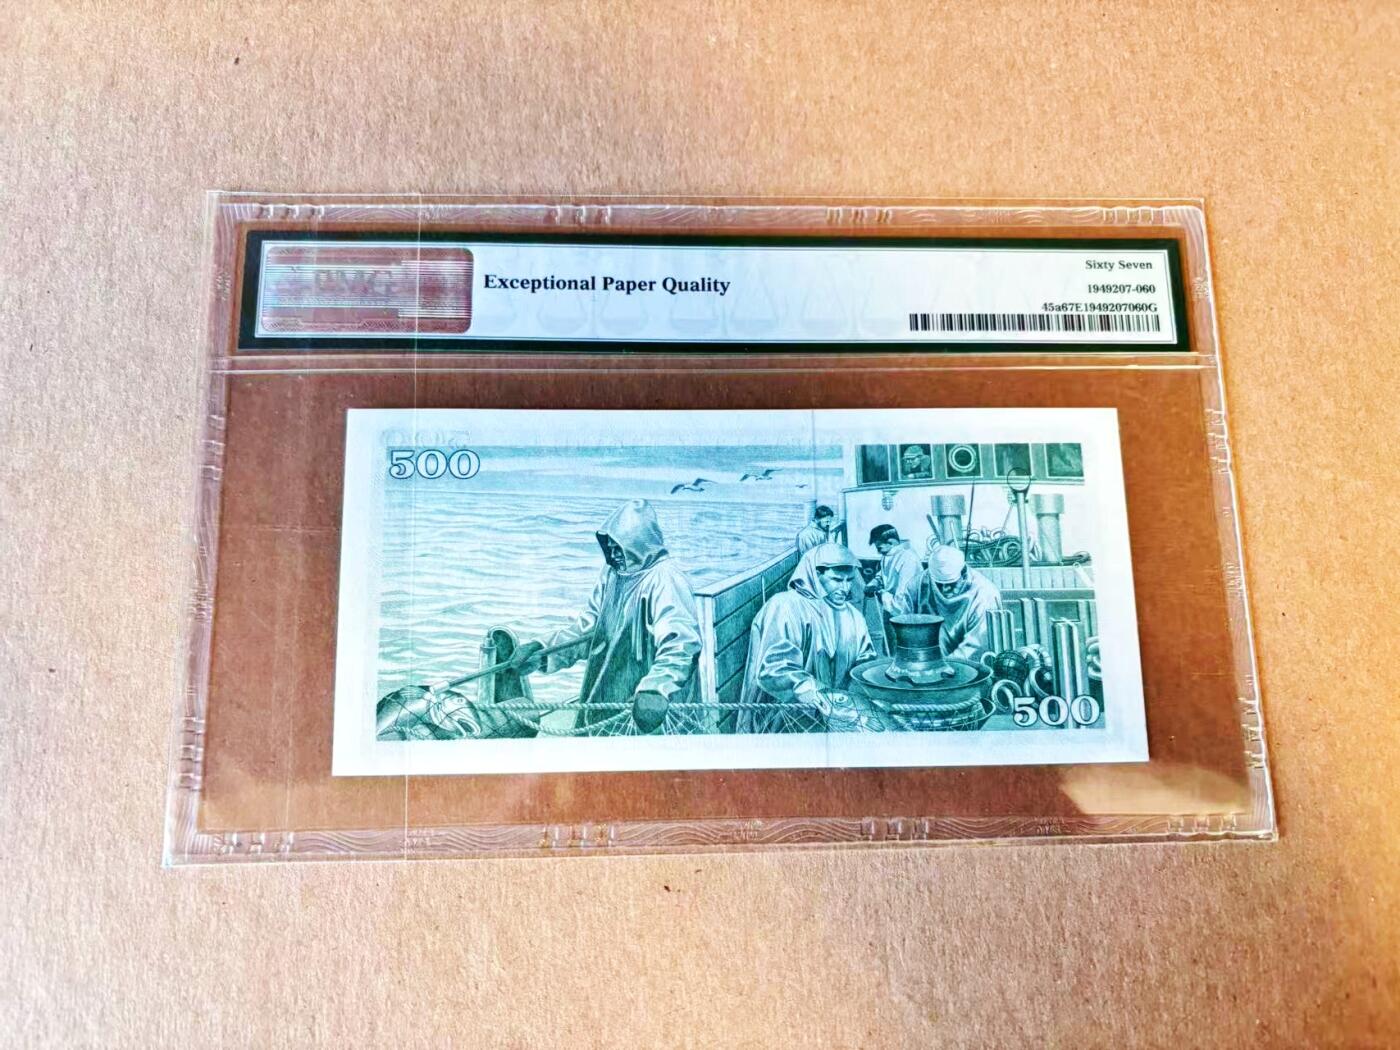 Exceptional Paper Quality
Sixty Seven
1949207-060
45a67E1949207060G
500
500